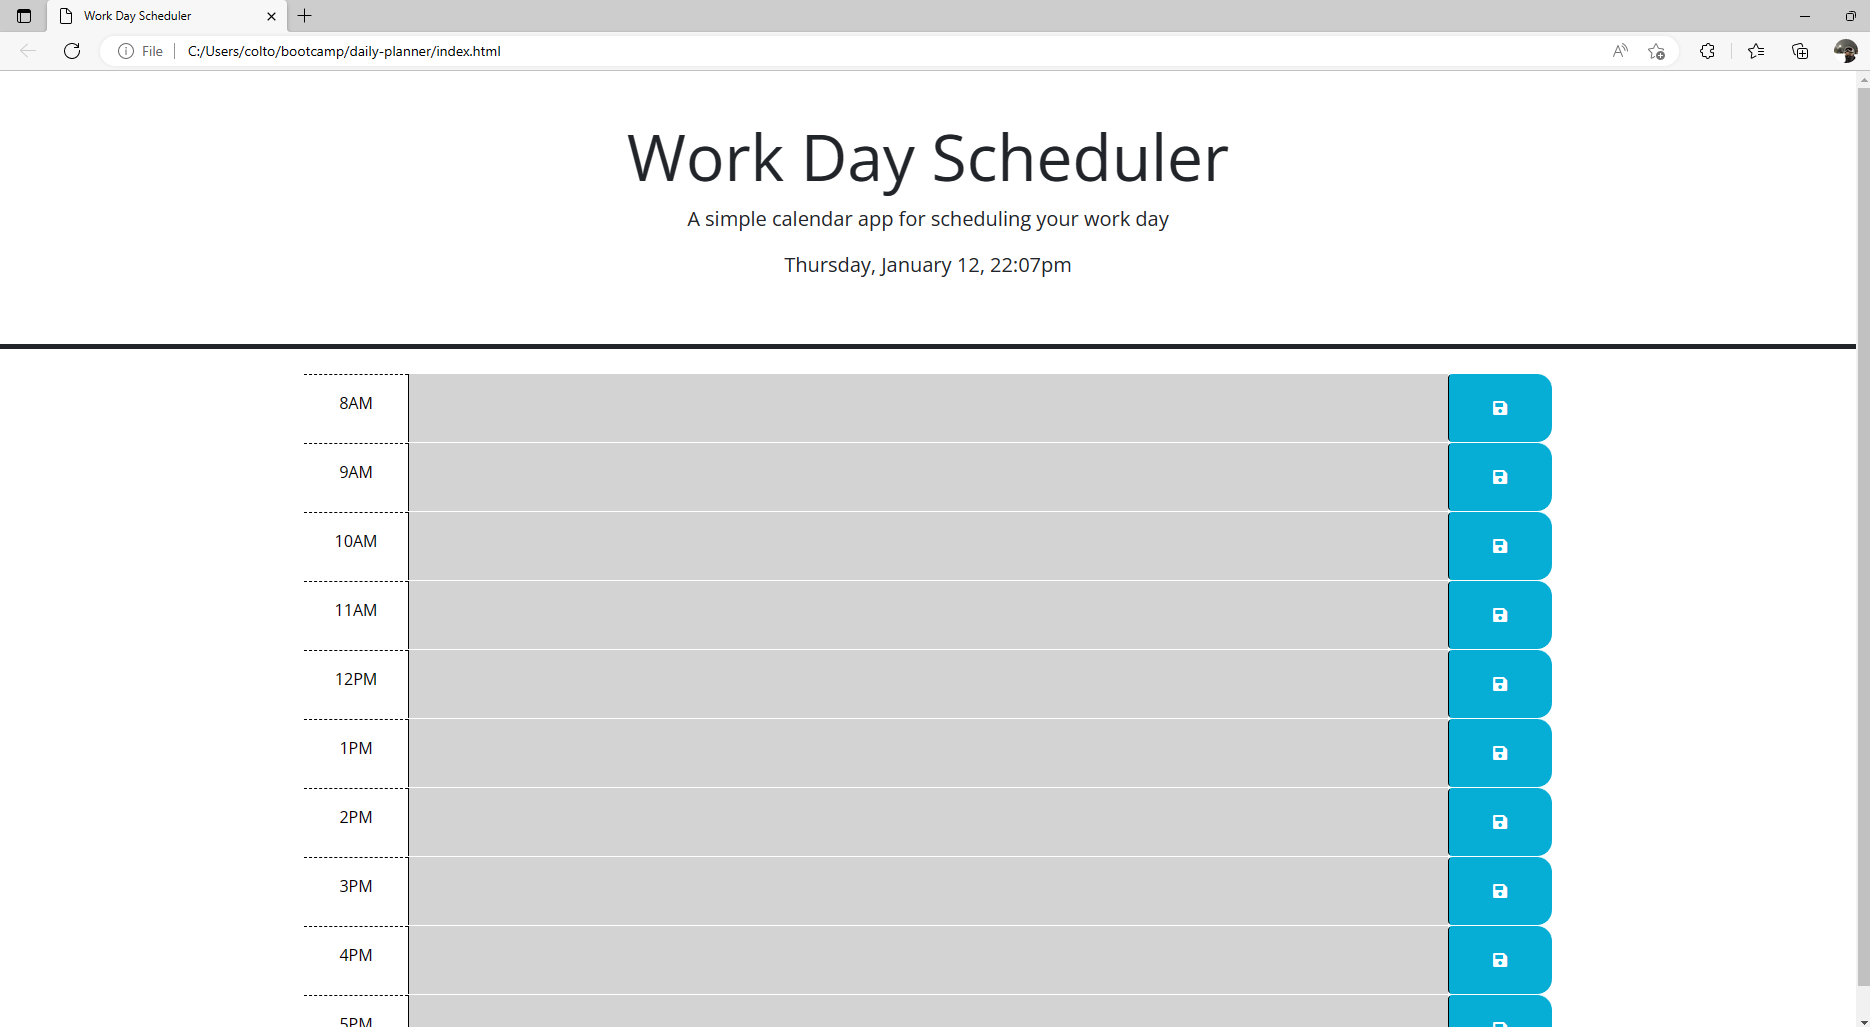 Work Day Scheduler
File
C:/Users/colto/bootcamp/daily-planner/index.html
Work Day Scheduler
A simple calendar app for scheduling your work day
Thursday, January 12, 22:07pm
8AM
9AM
10AM
11AM
12PM
1PM
2PM
3PM
4PM
5PM